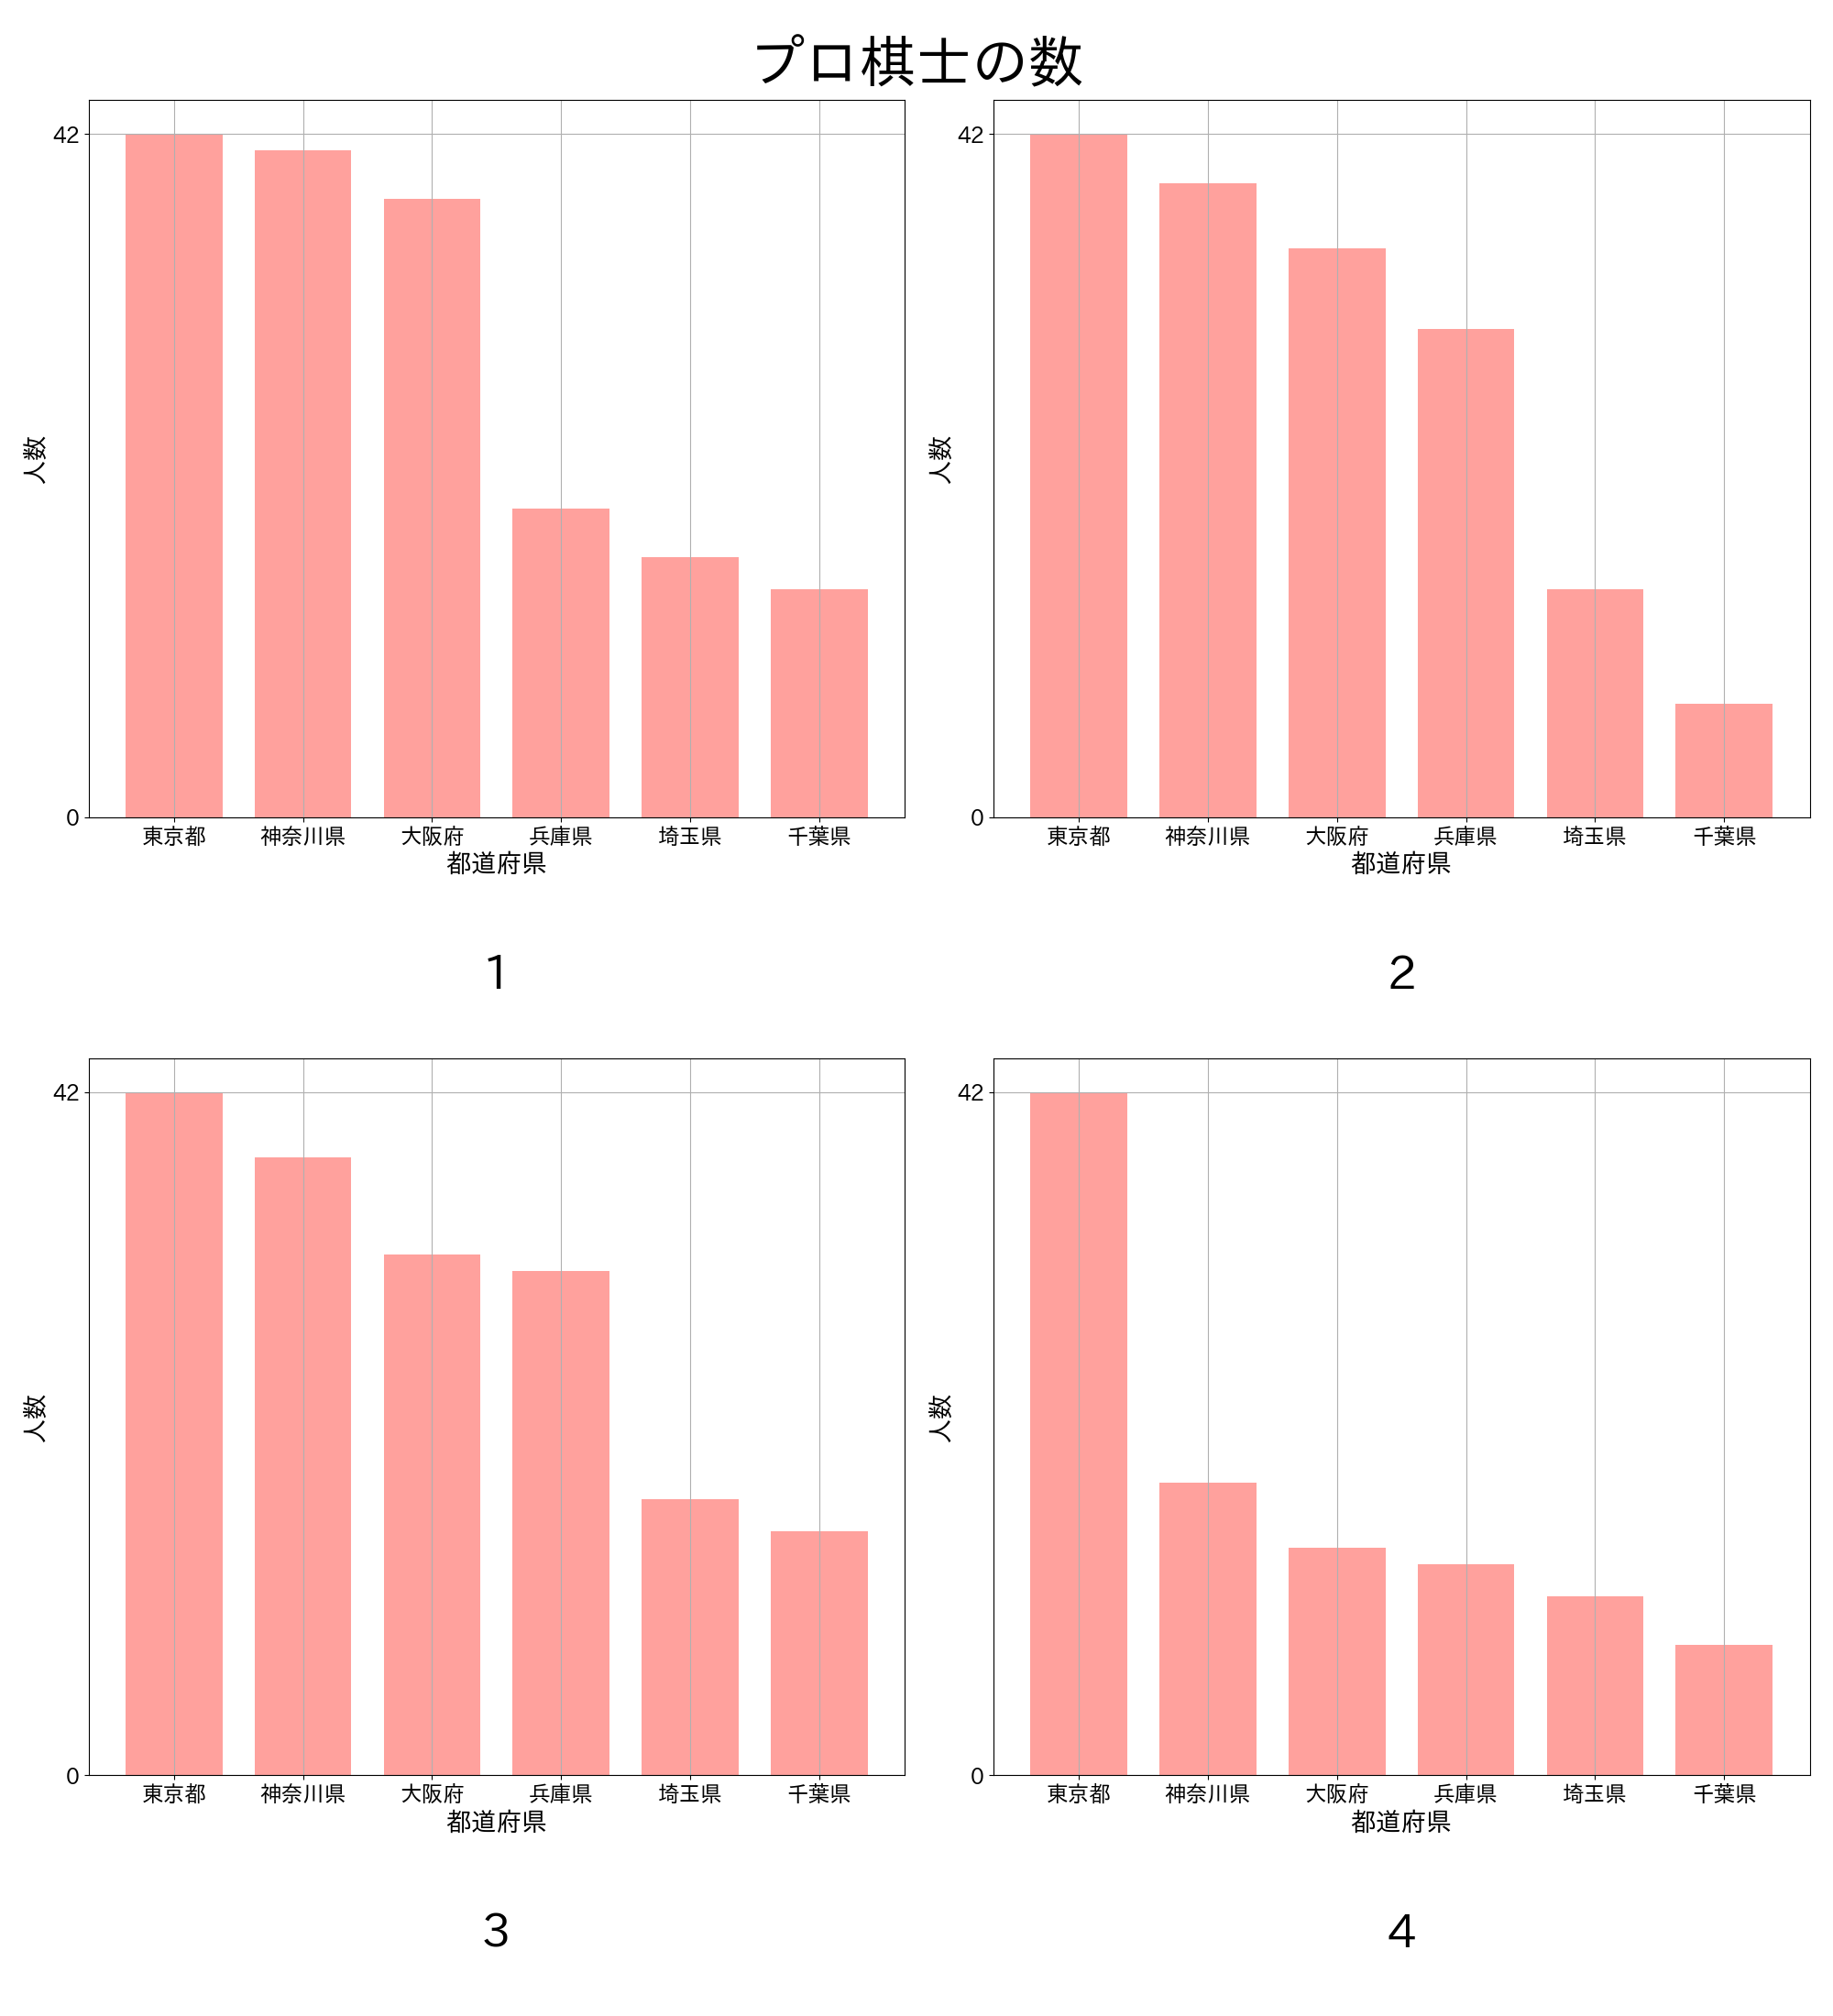 プロ棋士の数
42
0
人数
東京都 神奈川県 大阪府 兵庫県 埼玉県 千葉県
都道府県
1
42
0
人数
東京都 神奈川県 大阪府 兵庫県 埼玉県 千葉県
都道府県
2
42
0
人数
東京都 神奈川県 大阪府 兵庫県 埼玉県 千葉県
都道府県
3
42
0
人数
東京都 神奈川県 大阪府 兵庫県 埼玉県 千葉県
都道府県
4